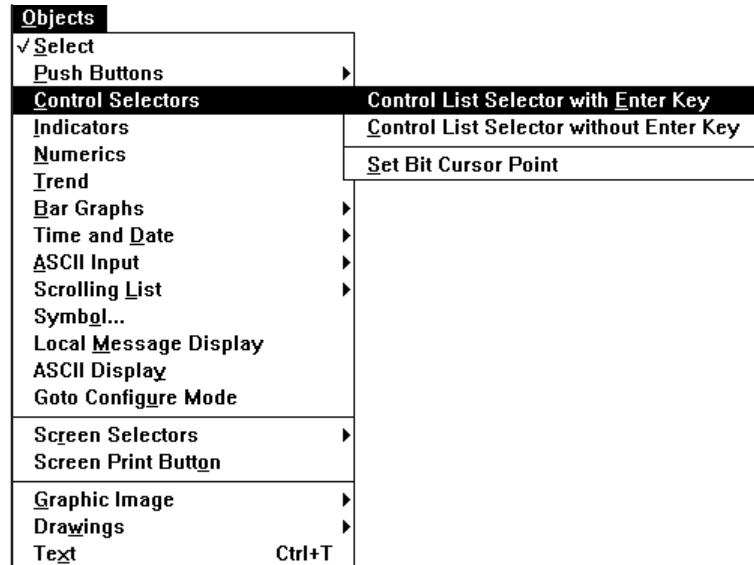 Objects
√ Select
Push Buttons
Control Selectors
Control List Selector with Enter Key
Indicators
Control List Selector without Enter Key
Numerics
Set Bit Cursor Point
Trend
Bar Graphs
Time and Date
ASCII Input
Scrolling List
Symbol...
Local Message Display
ASCII Display
Goto Configure Mode
Screen Selectors
Screen Print Button
Graphic Image
Drawings
Text Ctrl+T